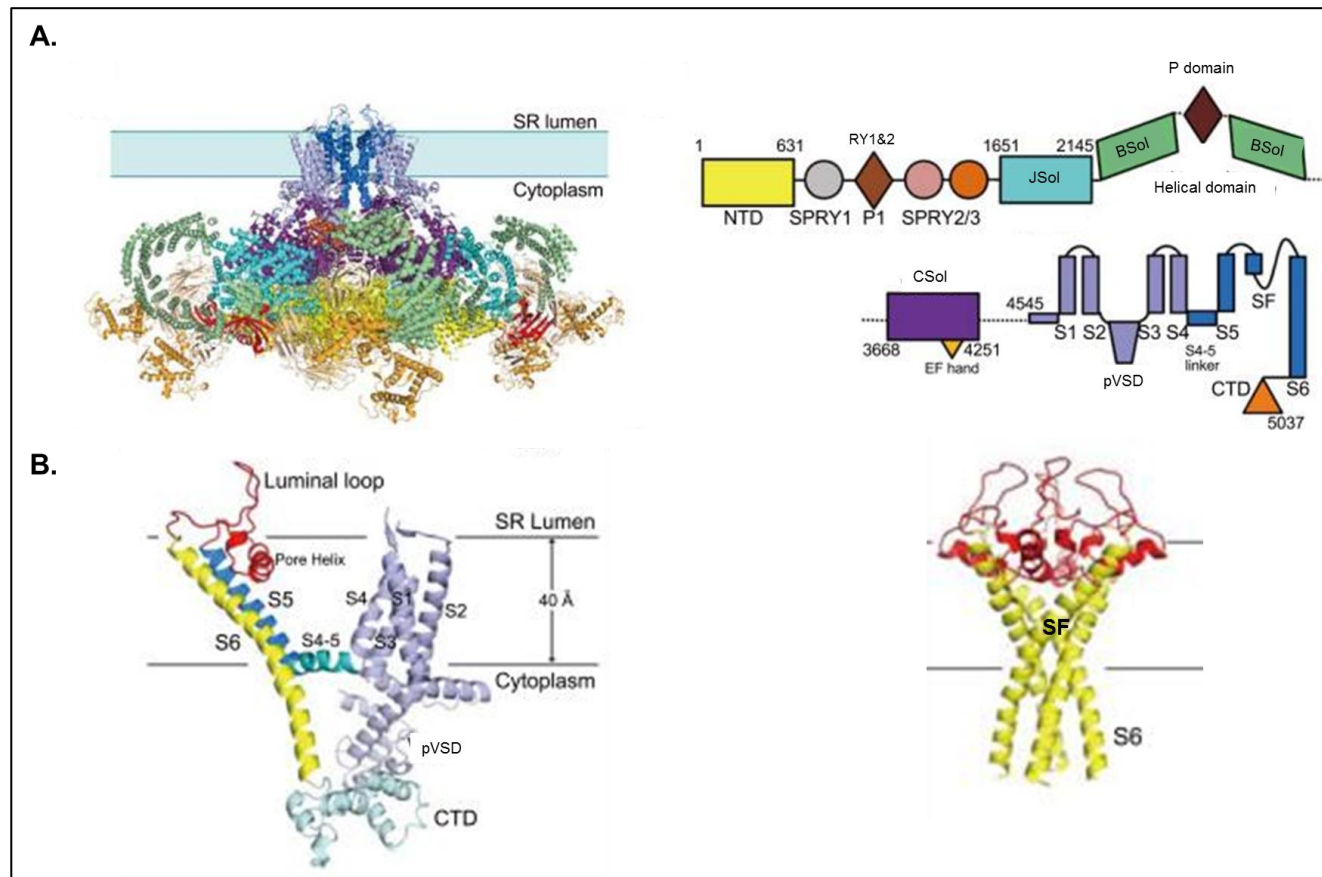 A.
SR lumen
Cytoplasm
P domain
1
631
RY1&2
1651
2145
BSol
BSol
JSol
Helical domain
NTD
SPRY1
P1
SPRY2/3
CSol
4545
SF
S1
S2
S3
S4
S5
3668
4251
S4-5
linker
EF hand
pVSD
CTD
S6
5037
B.
Luminal loop
SR Lumen
Pore Helix
S5
S4
S1
S2
40 Å
S6
S4-5
S3
Cytoplasm
pVSD
CTD
SF
S6